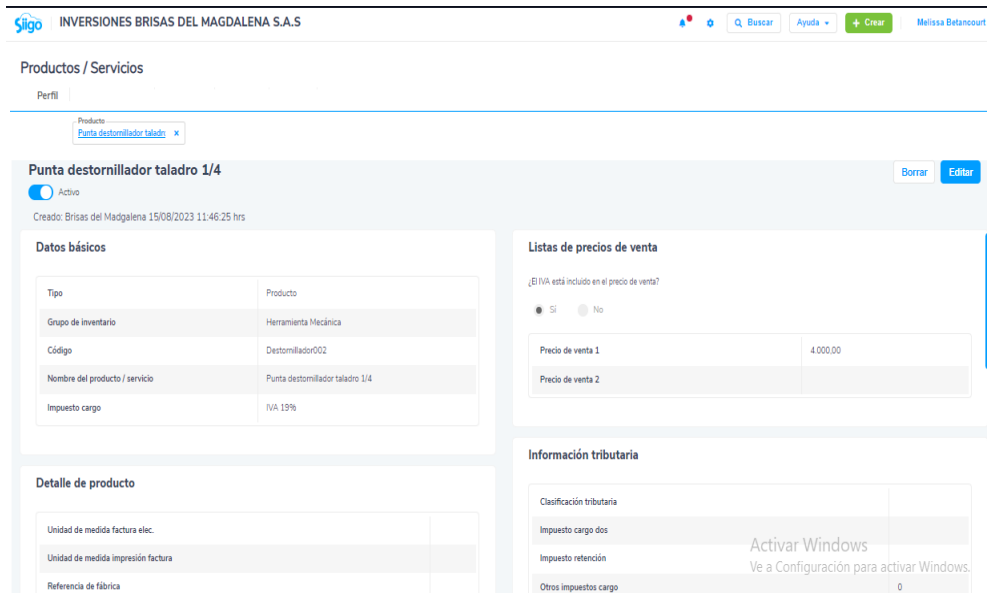 Siigo INVERSIONES BRISAS DEL MAGDALENA S.A.S Buscar Ayuda + Crear Melissa Betancourt
Productos / Servicios
Perfil
Producto
Punta destornillador taladr x
Punta destornillador taladro 1/4 Borrar Editar
Activo
Creado: Brisas del Madgalena 15/08/2023 11:46:25 hrs
Datos básicos
Tipo Producto
Grupo de inventario Herramienta Mecánica
Código Destornillador002
Nombre del producto / servicio Punta destornillador taladro 1/4
Impuesto cargo IVA 19%
Detalle de producto
Unidad de medida factura elec.
Unidad de medida impresión factura
Referencia de fábrica
Listas de precios de venta
¿El IVA está incluido en el precio de venta?
Si No
Precio de venta 1 4.000,00
Precio de venta 2
Información tributaria
Clasificación tributaria
Impuesto cargo dos
Impuesto retención
Otros impuestos cargo 0
Activar Windows
Ve a Configuración para activar Windows.